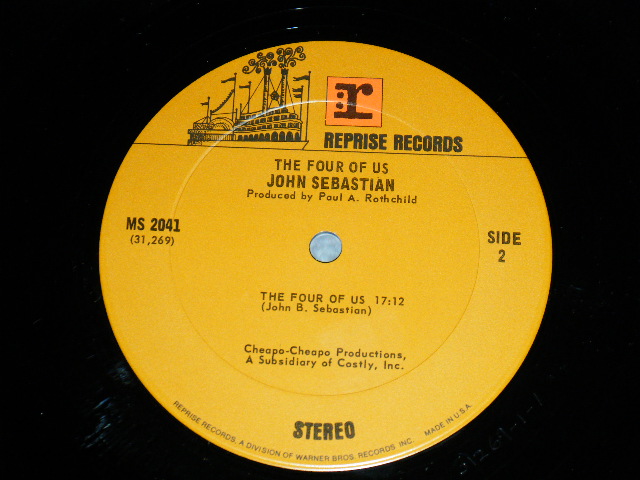 r:
REPRISE RECORDS
THE FOUR OF US
JOHN SEBASTIAN
Produced by Paul A. Rothchild
MS 2041
(31,269)
SIDE
2
THE FOUR OF US 17:12
(John B. Sebastian)
Cheapo-Cheapo Productions,
A Subsidiary of Costly, Inc.
STEREO
REPRISE RECORDS, A DIVISION OF WARNER BROS. RECORDS, INC. MADE IN U.S.A.